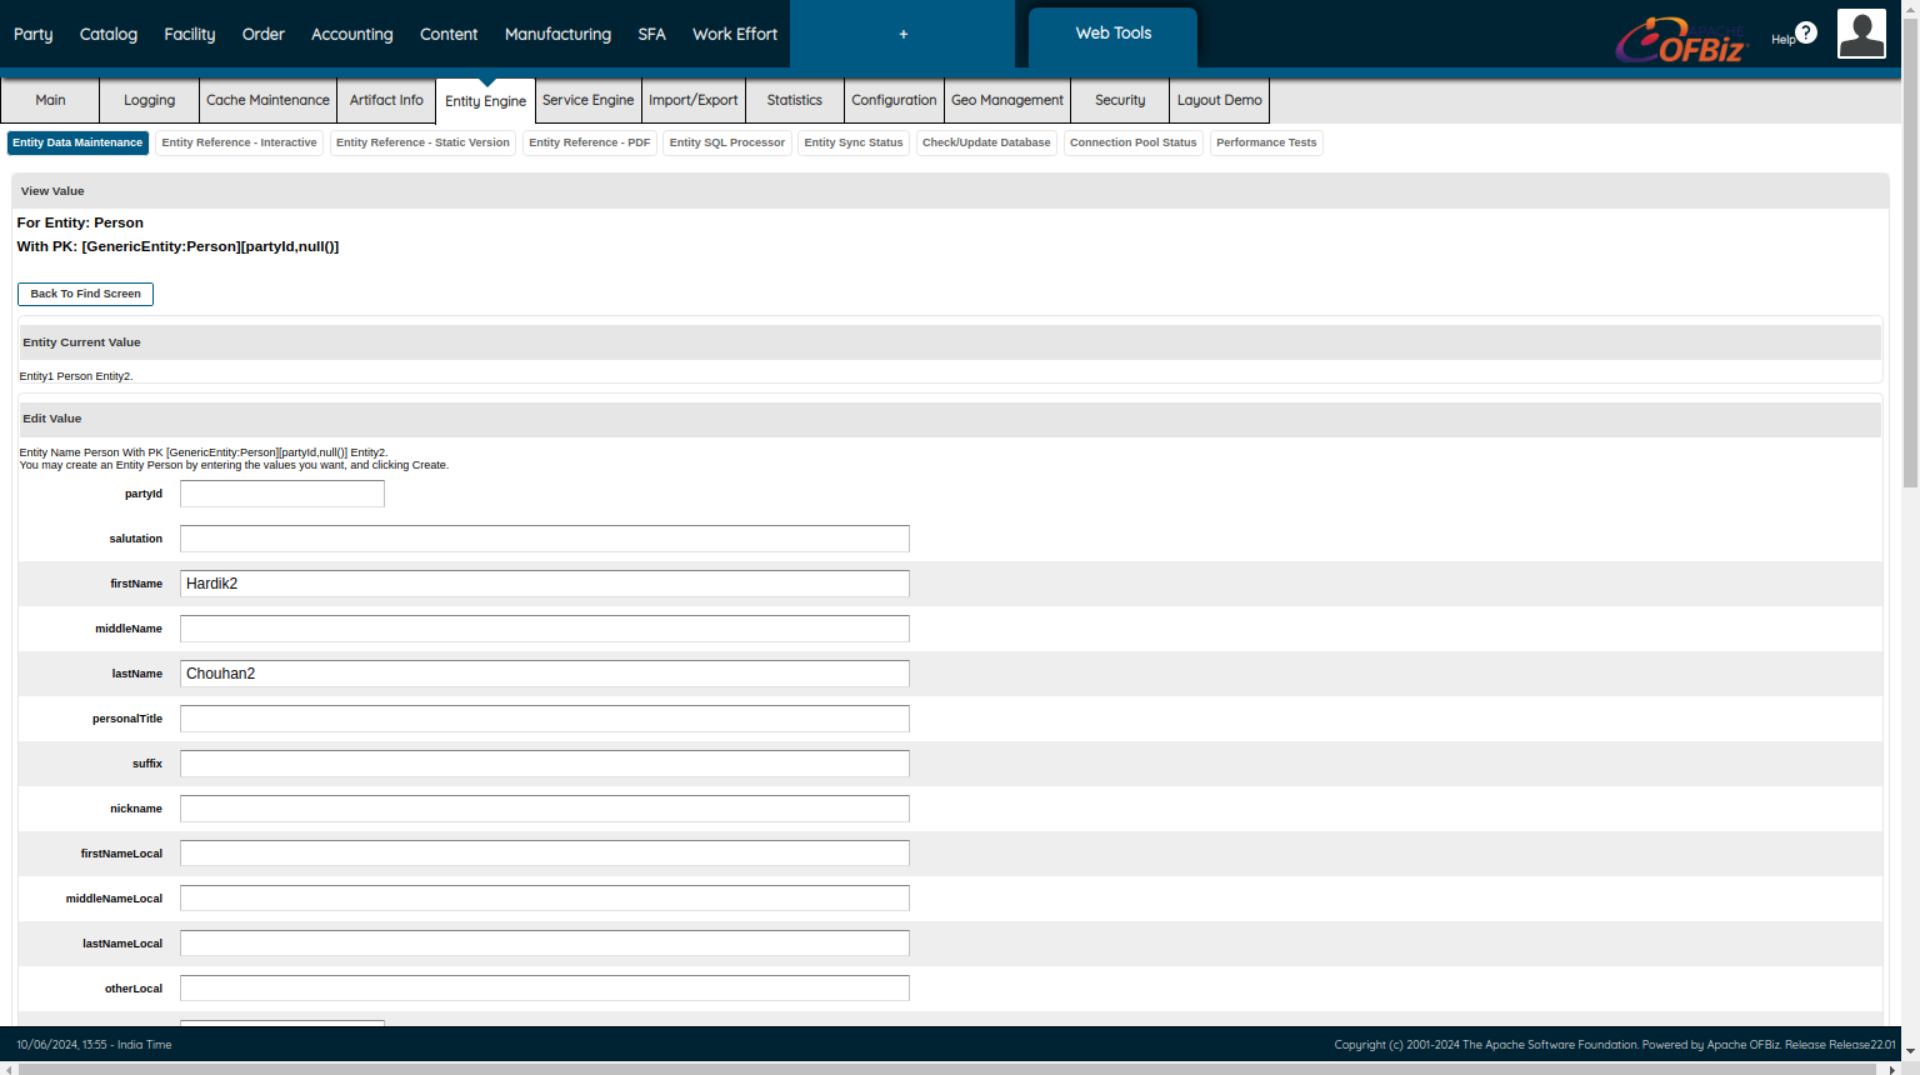 Party Catalog Facility Order Accounting Content Manufacturing SFA Work Effort + Web Tools APACHE OFBiz Help ?
Main Logging Cache Maintenance Artifact Info Entity Engine Service Engine Import/Export Statistics Configuration Geo Management Security Layout Demo
Entity Data Maintenance Entity Reference - Interactive Entity Reference - Static Version Entity Reference - PDF Entity SQL Processor Entity Sync Status Check/Update Database Connection Pool Status Performance Tests
View Value
For Entity: Person
With PK: [GenericEntity:Person][partyId,null()]
Back To Find Screen
Entity Current Value
Entity1 Person Entity2.
Edit Value
Entity Name Person With PK [GenericEntity:Person][partyId,null()] Entity2.
You may create an Entity Person by entering the values you want, and clicking Create.
partyId
salutation
firstName Hardik2
middleName
lastName Chouhan2
personalTitle
suffix
nickname
firstNameLocal
middleNameLocal
lastNameLocal
otherLocal
10/06/2024, 13:55 - India Time Copyright (c) 2001-2024 The Apache Software Foundation. Powered by Apache OFBiz. Release Release22.01